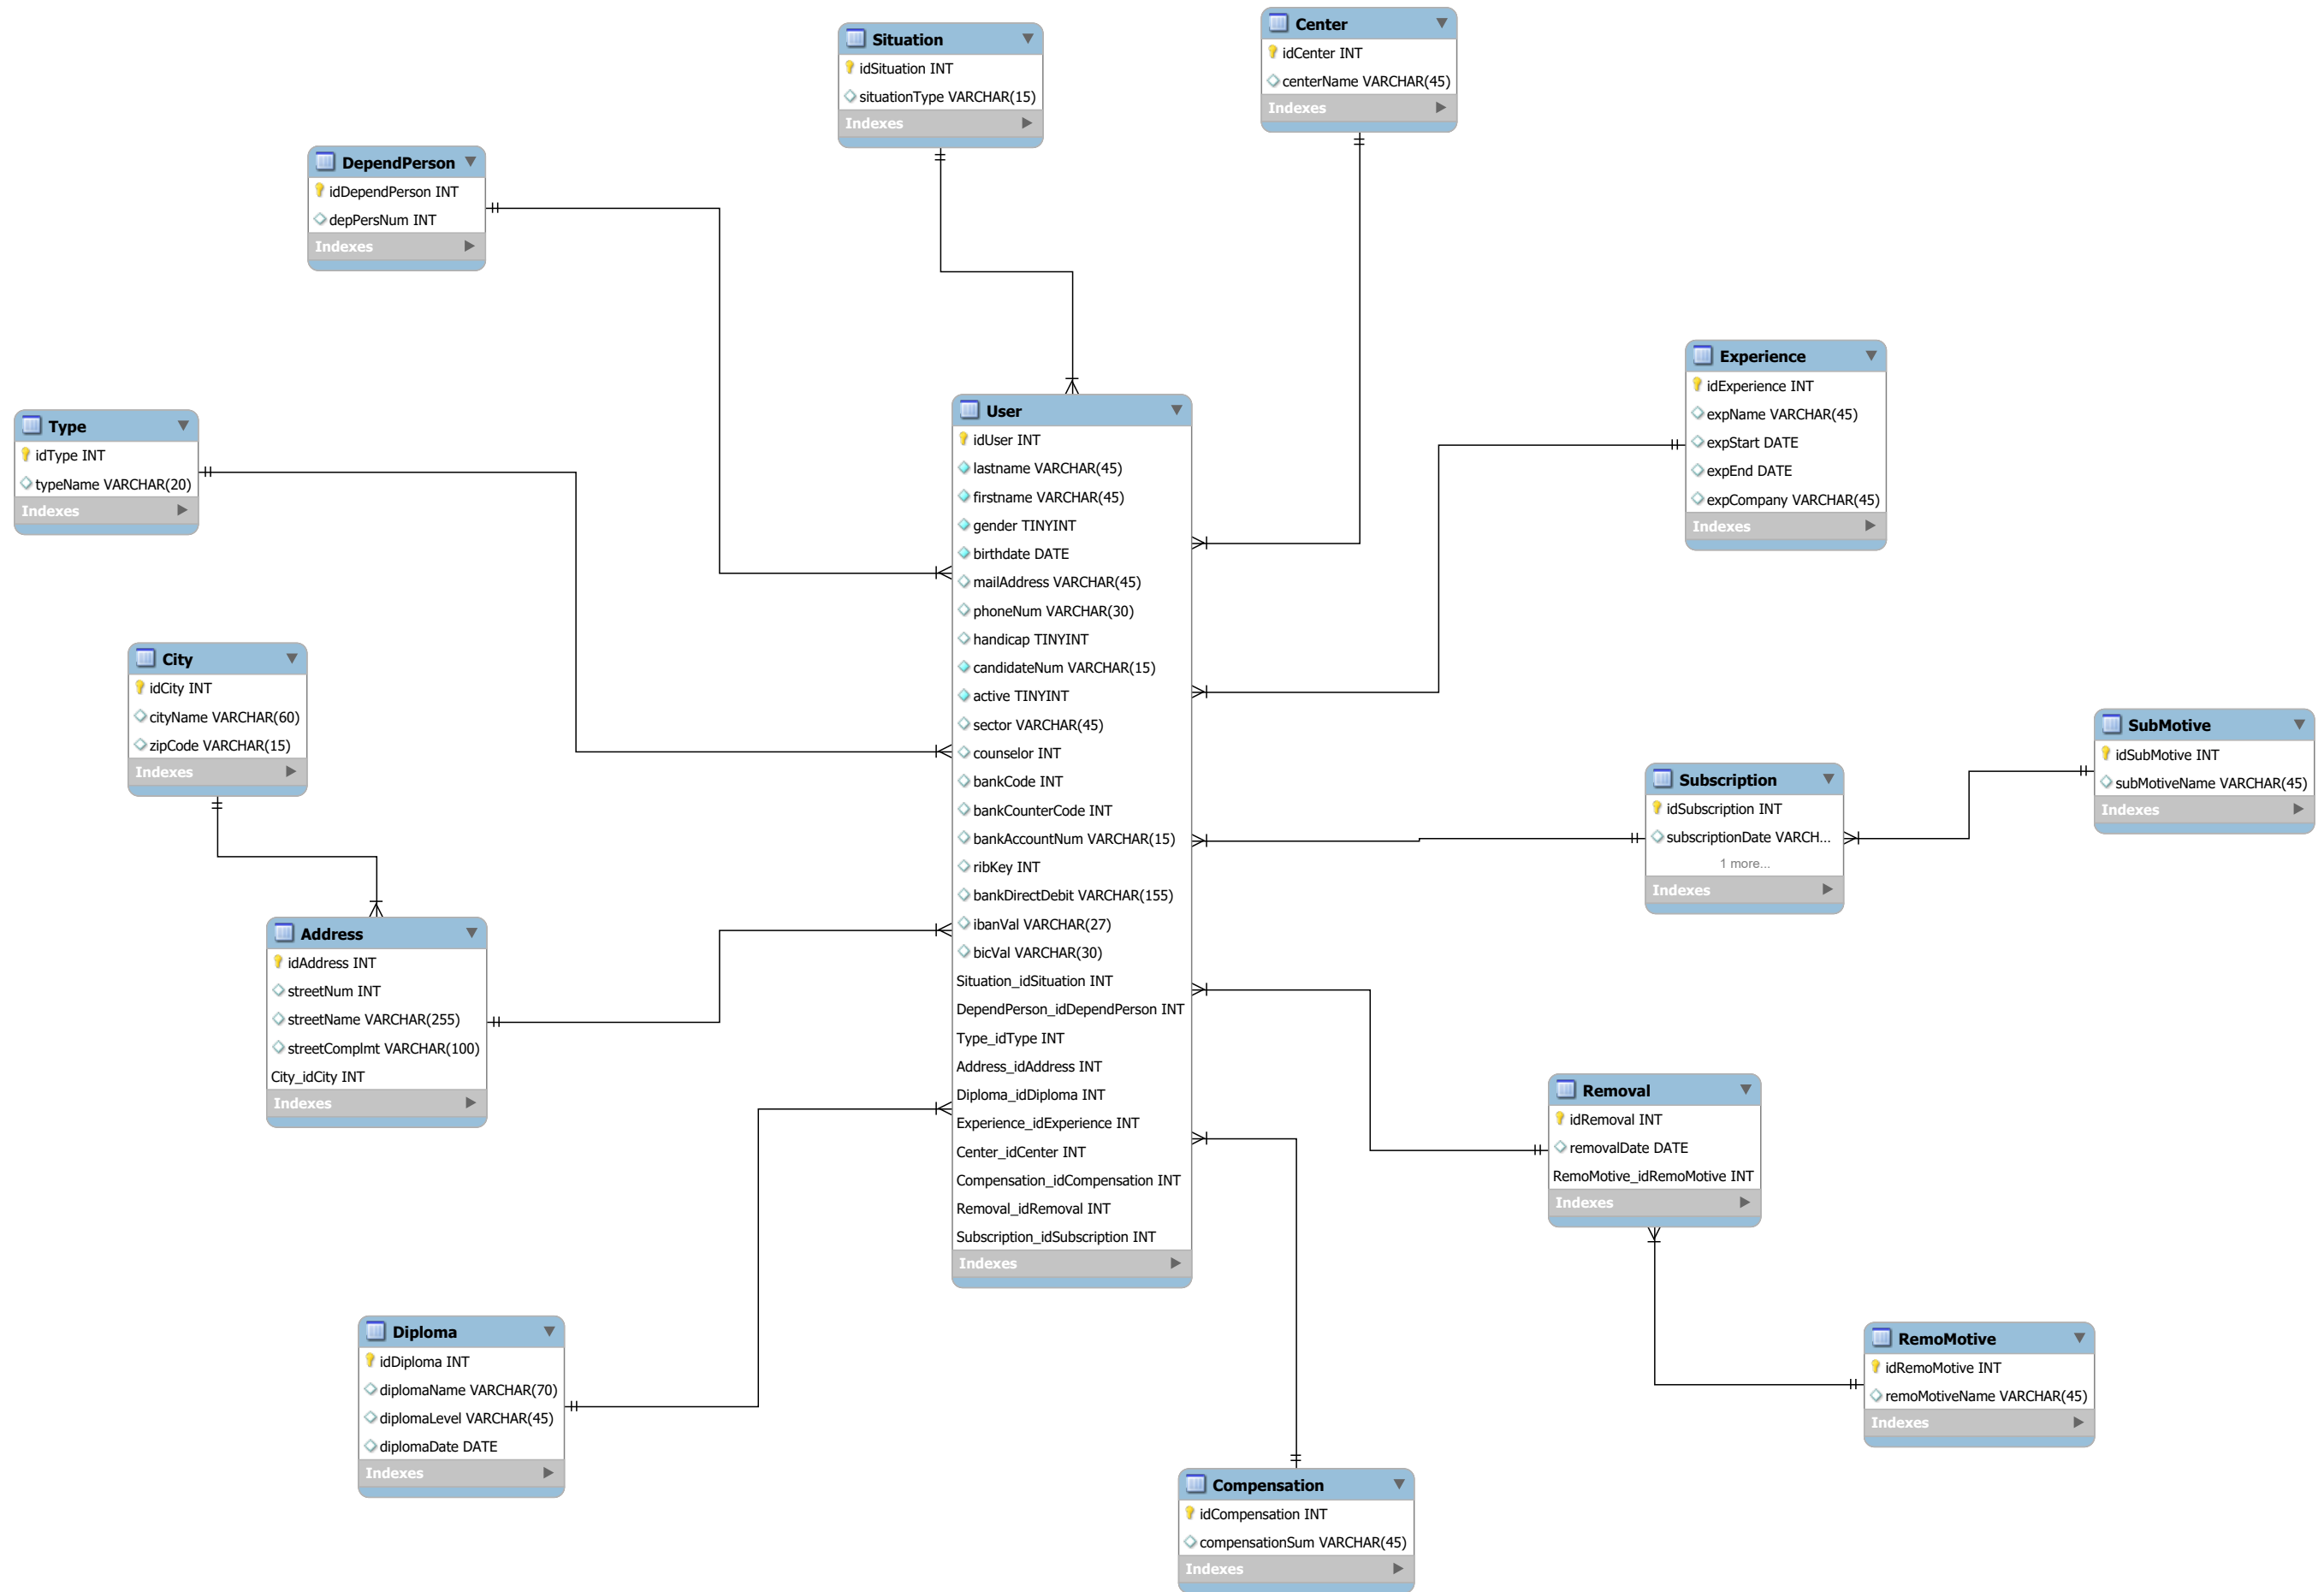 Situation
idSituation INT
situationType VARCHAR(15)
Indexes
Center
idCenter INT
centerName VARCHAR(45)
Indexes
DependPerson
idDependPerson INT
depPersNum INT
Indexes
Experience
idExperience INT
expName VARCHAR(45)
expStart DATE
expEnd DATE
expCompany VARCHAR(45)
Indexes
Type
idType INT
typeName VARCHAR(20)
Indexes
User
idUser INT
lastname VARCHAR(45)
firstname VARCHAR(45)
gender TINYINT
birthdate DATE
mailAddress VARCHAR(45)
phoneNum VARCHAR(30)
handicap TINYINT
candidateNum VARCHAR(15)
active TINYINT
sector VARCHAR(45)
counselor INT
bankCode INT
bankCounterCode INT
bankAccountNum VARCHAR(15)
ribKey INT
bankDirectDebit VARCHAR(155)
ibanVal VARCHAR(27)
bicVal VARCHAR(30)
Situation_idSituation INT
DependPerson_idDependPerson INT
Type_idType INT
Address_idAddress INT
Diploma_idDiploma INT
Experience_idExperience INT
Center_idCenter INT
Compensation_idCompensation INT
Removal_idRemoval INT
Subscription_idSubscription INT
Indexes
City
idCity INT
cityName VARCHAR(60)
zipCode VARCHAR(15)
Indexes
SubMotive
idSubMotive INT
subMotiveName VARCHAR(45)
Indexes
Subscription
idSubscription INT
subscriptionDate VARCH...
1 more...
Indexes
Address
idAddress INT
streetNum INT
streetName VARCHAR(255)
streetComplmt VARCHAR(100)
City_idCity INT
Indexes
Removal
idRemoval INT
removalDate DATE
RemoMotive_idRemoMotive INT
Indexes
Diploma
idDiploma INT
diplomaName VARCHAR(70)
diplomaLevel VARCHAR(45)
diplomaDate DATE
Indexes
RemoMotive
idRemoMotive INT
remoMotiveName VARCHAR(45)
Indexes
Compensation
idCompensation INT
compensationSum VARCHAR(45)
Indexes